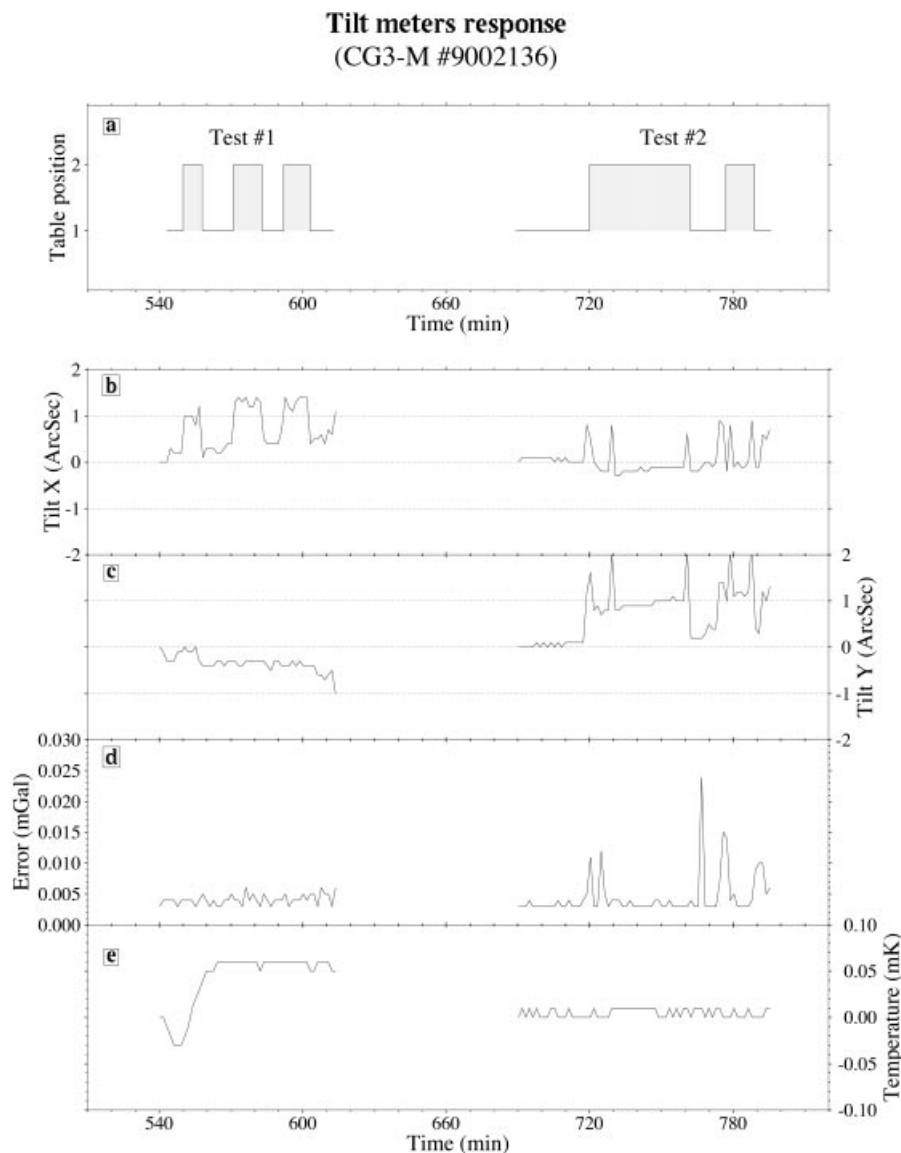 Tilt meters response
(CG3-M #9002136)
a
Test #1
Test #2
Table position
2
1
540
600
660
720
780
Time (min)
b
Tilt X (ArcSec)
2
1
0
-1
-2
c
Tilt Y (ArcSec)
2
1
0
-1
-2
d
Error (mGal)
0.030
0.025
0.020
0.015
0.010
0.005
0.000
e
Temperature (mK)
0.10
0.05
0.00
-0.05
-0.10
540
600
660
720
780
Time (min)